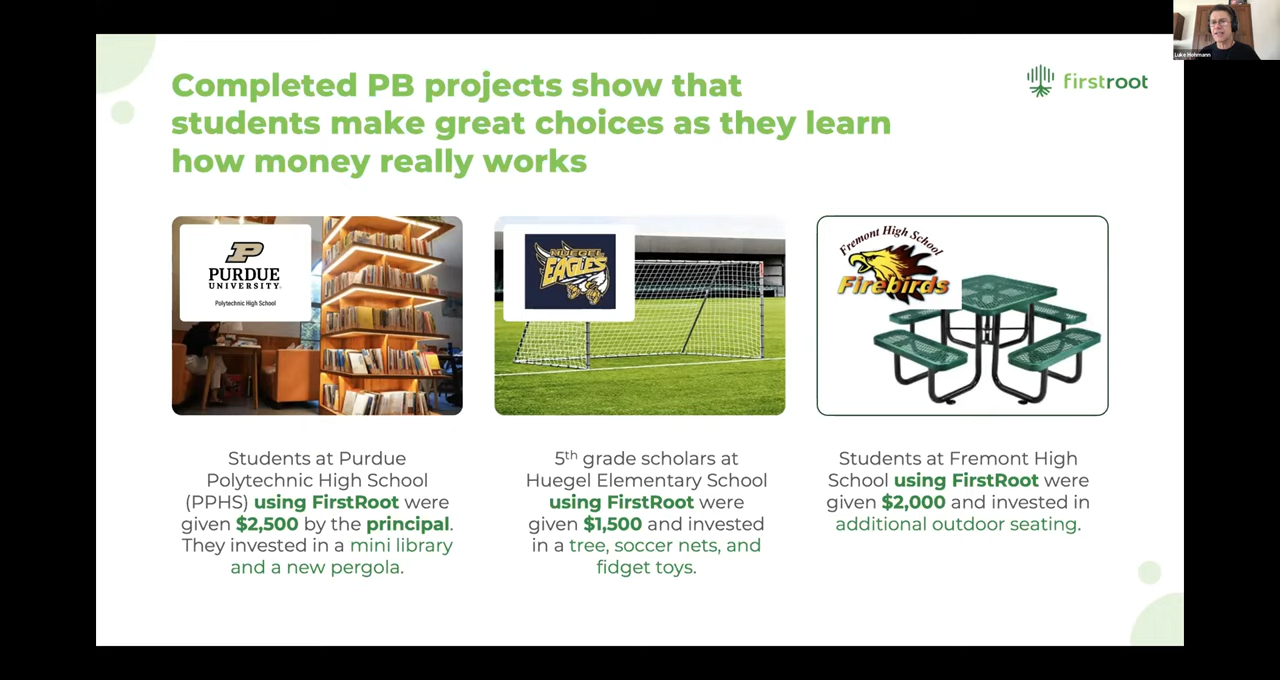 Luke Hohmann
Completed PB projects show that
students make great choices as they learn
how money really works
firstroot
P
PURDUE
UNIVERSITY®
Polytechnic High School
HUEGEL
EAGLES
Fremont High School
Firebirds
Students at Purdue
Polytechnic High School
(PPHS) using FirstRoot were
given $2,500 by the principal.
They invested in a mini library
and a new pergola.
5th grade scholars at
Huegel Elementary School
using FirstRoot were
given $1,500 and invested
in a tree, soccer nets, and
fidget toys.
Students at Fremont High
School using FirstRoot were
given $2,000 and invested in
additional outdoor seating.